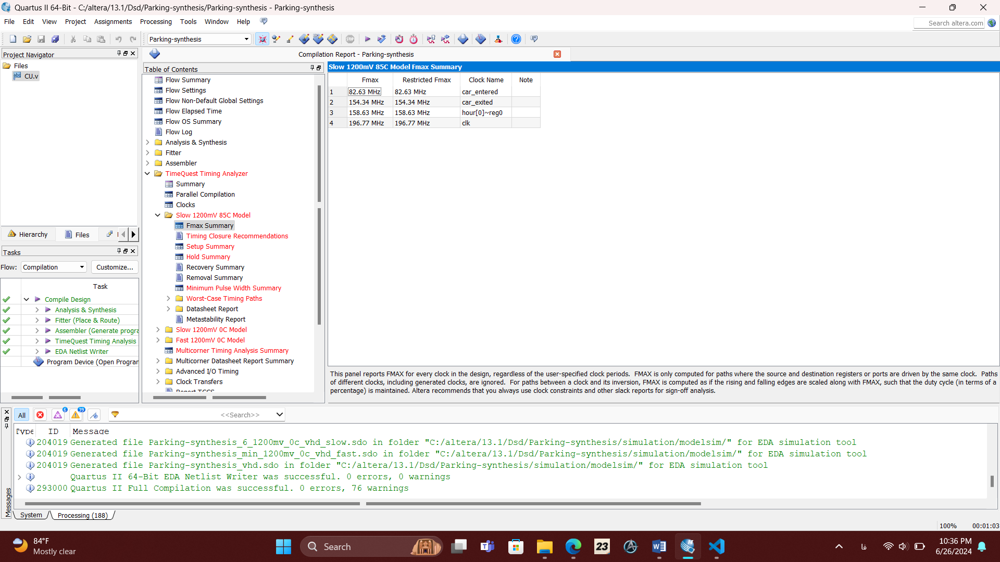 Quartus II 64-Bit - C:/altera/13.1/Dsd/Parking-synthesis/Parking-synthesis - Parking-synthesis
File Edit View Project Assignments Processing Tools Window Help
Search altera.com
Parking-synthesis
STOP
Project Navigator
Files
abc
CU.v
Hierarchy
Files
Tasks
Flow: Compilation Customize...
Task
Compile Design
Analysis & Synthesis
Fitter (Place & Route)
Assembler (Generate progra
TimeQuest Timing Analysis
EDA Netlist Writer
Program Device (Open Program
Compilation Report - Parking-synthesis
Table of Contents
Flow Summary
Flow Settings
Flow Non-Default Global Settings
Flow Elapsed Time
Flow OS Summary
Flow Log
Analysis & Synthesis
Fitter
Assembler
TimeQuest Timing Analyzer
Summary
Parallel Compilation
Clocks
Slow 1200mV 85C Model
Fmax Summary
Timing Closure Recommendations
Setup Summary
Hold Summary
Recovery Summary
Removal Summary
Minimum Pulse Width Summary
Worst-Case Timing Paths
Datasheet Report
Metastability Report
Slow 1200mV 0C Model
Fast 1200mV 0C Model
Multicorner Timing Analysis Summary
Multicorner Datasheet Report Summary
Advanced I/O Timing
Clock Transfers
Report TCCS
Slow 1200mV 85C Model Fmax Summary
Fmax Restricted Fmax Clock Name Note
1 82.63 MHz 82.63 MHz car_entered
2 154.34 MHz 154.34 MHz car_exited
3 158.63 MHz 158.63 MHz hour[0]~reg0
4 196.77 MHz 196.77 MHz clk
This panel reports FMAX for every clock in the design, regardless of the user-specified clock periods.  FMAX is only computed for paths where the source and destination registers or ports are driven by the same clock.  Paths
of different clocks, including generated clocks, are ignored.  For paths between a clock and its inversion, FMAX is computed as if the rising and falling edges are scaled along with FMAX, such that the duty cycle (in terms of a
percentage) is maintained. Altera recommends that you always use clock constraints and other slack reports for sign-off analysis.
Messages
All 6 39 <<Search>>
Type ID Message
204019 Generated file Parking-synthesis_6_1200mv_0c_vhd_slow.sdo in folder "C:/altera/13.1/Dsd/Parking-synthesis/simulation/modelsim/" for EDA simulation tool
204019 Generated file Parking-synthesis_min_1200mv_0c_vhd_fast.sdo in folder "C:/altera/13.1/Dsd/Parking-synthesis/simulation/modelsim/" for EDA simulation tool
204019 Generated file Parking-synthesis_vhd.sdo in folder "C:/altera/13.1/Dsd/Parking-synthesis/simulation/modelsim/" for EDA simulation tool
Quartus II 64-Bit EDA Netlist Writer was successful. 0 errors, 0 warnings
293000 Quartus II Full Compilation was successful. 0 errors, 76 warnings
System Processing (188)
100% 00:01:03
84°F
Mostly clear
Search
23
فا
10:36 PM
6/26/2024